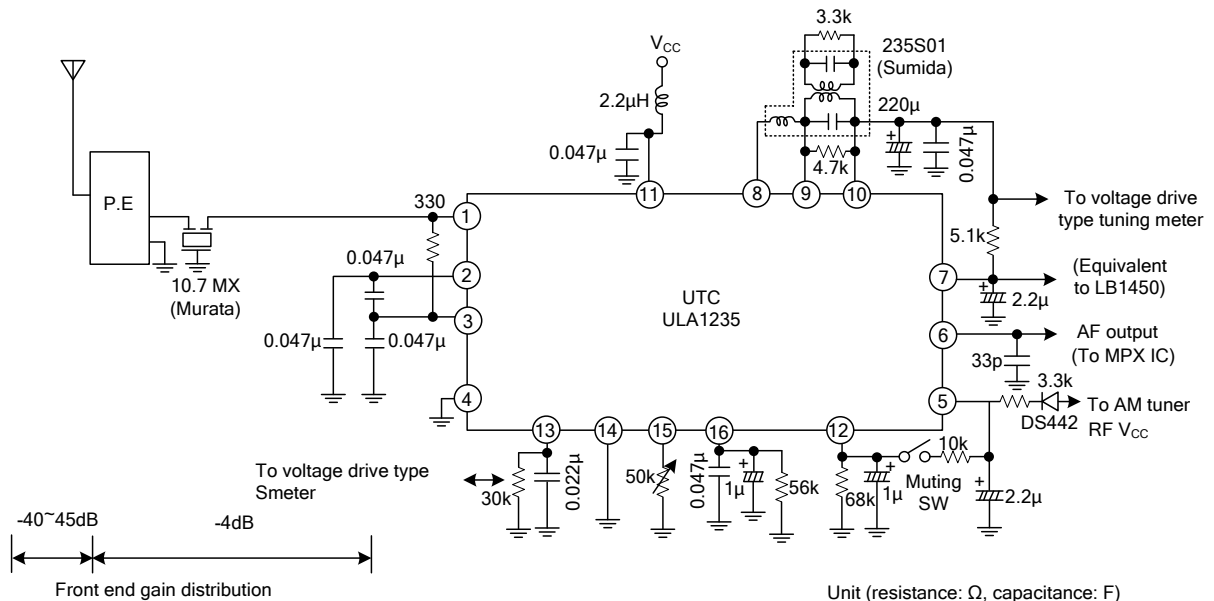 3.3k
235S01
(Sumida)
V_CC
2.2µH
220µ
0.047µ
0.047µ
4.7k
P.E
330
11
8
9
10
1
To voltage drive
type tuning meter
5.1k
10.7 MX
(Murata)
0.047µ
2
7
(Equivalent
to LB1450)
2.2µ
UTC
ULA1235
3
6
AF output
(To MPX IC)
0.047µ
0.047µ
33p
4
5
3.3k
To AM tuner
RF V_CC
DS442
13
14
15
16
12
10k
To voltage drive type
Smeter
30k
0.022µ
50k
0.047µ
1µ
56k
68k
1µ
Muting
SW
2.2µ
-40~45dB
-4dB
Front end gain distribution
Unit (resistance: Ω, capacitance: F)